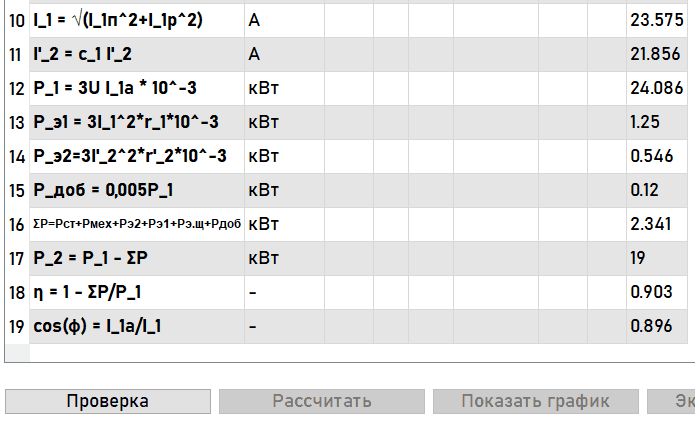 10 I_1 = √(I_1п^2+I_1р^2) А 23.575
11 I'_2 = c_1 I'_2 А 21.856
12 P_1 = 3U I_1a * 10^-3 кВт 24.086
13 P_э1 = 3I_1^2*r_1*10^-3 кВт 1.25
14 P_э2=3I'_2^2*r'_2*10^-3 кВт 0.546
15 P_доб = 0,005P_1 кВт 0.12
16 ΣP=Pст+Pмех+Pэ2+Pэ1+Pэ.щ+Pдоб кВт 2.341
17 P_2 = P_1 - ΣP кВт 19
18 η = 1 - ΣP/P_1 - 0.903
19 cos(ф) = I_1a/I_1 - 0.896
Проверка Рассчитать Показать график Эк